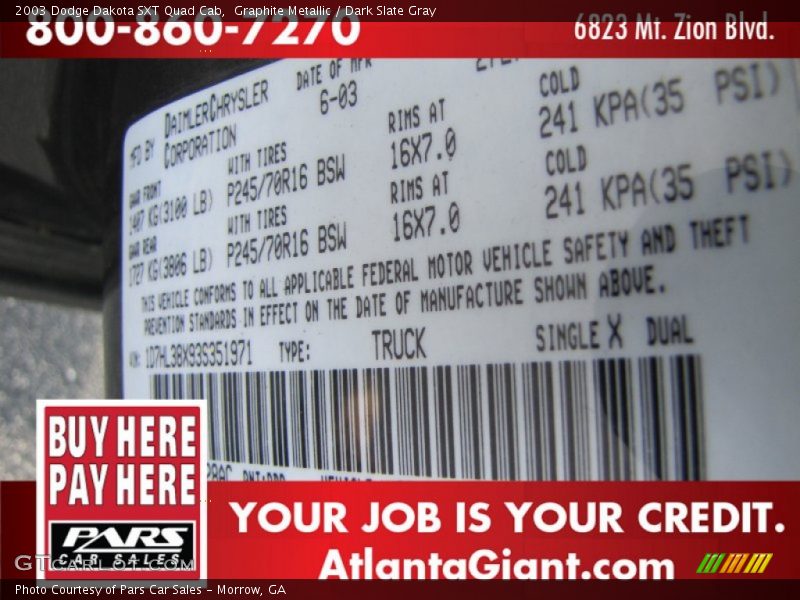 2003 Dodge Dakota SXT Quad Cab,  Graphite Metallic / Dark Slate Gray
800-860-7270
6823 Mt. Zion Blvd.
MFD BY DAIMLERCHRYSLER CORPORATION
DATE OF MFR
6-03
GAWR FRONT
1407 KG(3100 LB)
WITH TIRES
P245/70R16 BSW
RIMS AT
16X7.0
COLD
241 KPA(35 PSI)
GAWR REAR
1727 KG(3806 LB)
WITH TIRES
P245/70R16 BSW
RIMS AT
16X7.0
COLD
241 KPA(35 PSI)
THIS VEHICLE CONFORMS TO ALL APPLICABLE FEDERAL MOTOR VEHICLE SAFETY AND THEFT
PREVENTION STANDARDS IN EFFECT ON THE DATE OF MANUFACTURE SHOWN ABOVE.
VIN: 1D7HL38X93S351971 TYPE: TRUCK SINGLE X DUAL
BUY HERE
PAY HERE
PARS
CAR SALES
YOUR JOB IS YOUR CREDIT.
AtlantaGiant.com
GTCARLOT.COM
Photo Courtesy of Pars Car Sales - Morrow, GA